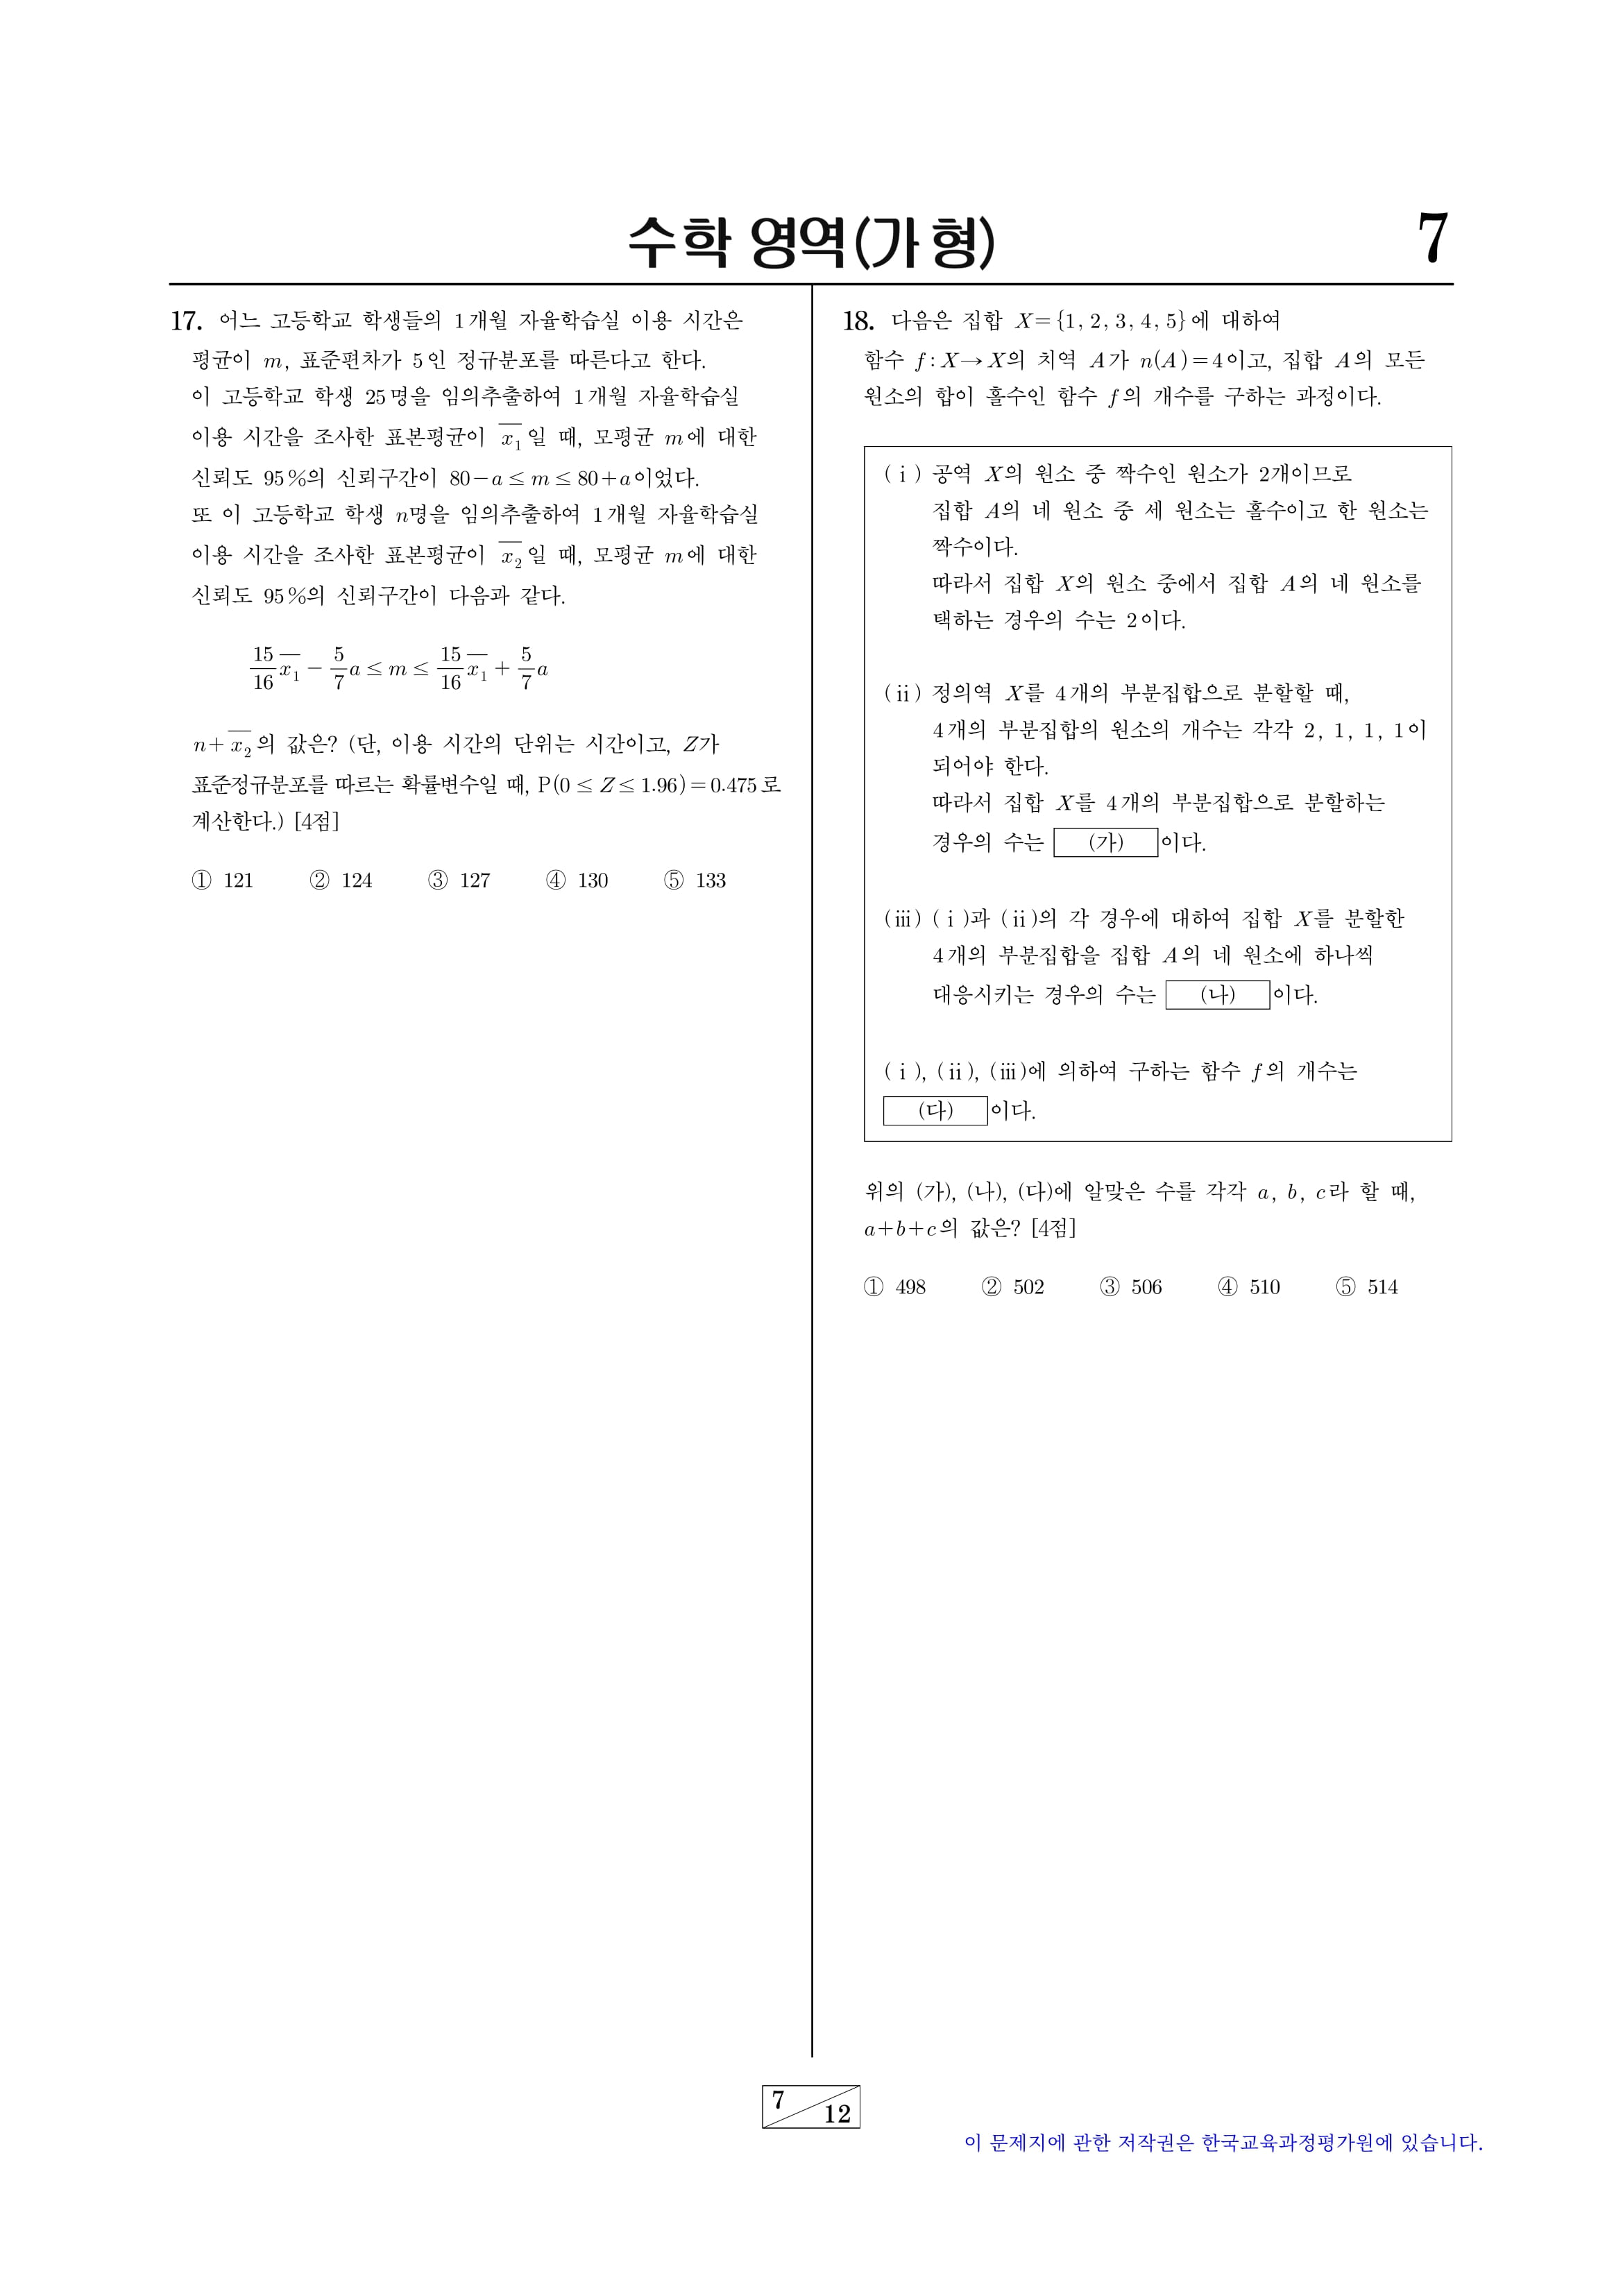 수학 영역(가형)
7
17. 어느 고등학교 학생들의 1개월 자율학습실 이용 시간은
평균이 m, 표준편차가 5인 정규분포를 따른다고 한다.
이 고등학교 학생 25명을 임의추출하여 1개월 자율학습실
이용 시간을 조사한 표본평균이 $\overline{x_1}$일 때, 모평균 m에 대한
신뢰도 95%의 신뢰구간이 80−a ≤ m ≤ 80+a이었다.
또 이 고등학교 학생 n명을 임의추출하여 1개월 자율학습실
이용 시간을 조사한 표본평균이 $\overline{x_2}$일 때, 모평균 m에 대한
신뢰도 95%의 신뢰구간이 다음과 같다.
$\frac{15}{16}\overline{x_1} - \frac{5}{7}a \le m \le \frac{15}{16}\overline{x_1} + \frac{5}{7}a$
n+$\overline{x_2}$의 값은? (단, 이용 시간의 단위는 시간이고, Z가
표준정규분포를 따르는 확률변수일 때, P(0 ≤ Z ≤ 1.96)=0.475로
계산한다.) [4점]
① 121 ② 124 ③ 127 ④ 130 ⑤ 133
18. 다음은 집합 X={1, 2, 3, 4, 5}에 대하여
함수 f : X→X의 치역 A가 n(A)=4이고, 집합 A의 모든
원소의 합이 홀수인 함수 f의 개수를 구하는 과정이다.
(ⅰ) 공역 X의 원소 중 짝수인 원소가 2개이므로
집합 A의 네 원소 중 세 원소는 홀수이고 한 원소는
짝수이다.
따라서 집합 X의 원소 중에서 집합 A의 네 원소를
택하는 경우의 수는 2이다.
(ⅱ) 정의역 X를 4개의 부분집합으로 분할할 때,
4개의 부분집합의 원소의 개수는 각각 2, 1, 1, 1이
되어야 한다.
따라서 집합 X를 4개의 부분집합으로 분할하는
경우의 수는 (가) 이다.
(ⅲ) (ⅰ)과 (ⅱ)의 각 경우에 대하여 집합 X를 분할한
4개의 부분집합을 집합 A의 네 원소에 하나씩
대응시키는 경우의 수는 (나) 이다.
(ⅰ), (ⅱ), (ⅲ)에 의하여 구하는 함수 f의 개수는
(다) 이다.
위의 (가), (나), (다)에 알맞은 수를 각각 a, b, c라 할 때,
a+b+c의 값은? [4점]
① 498 ② 502 ③ 506 ④ 510 ⑤ 514
7
12
이 문제지에 관한 저작권은 한국교육과정평가원에 있습니다.